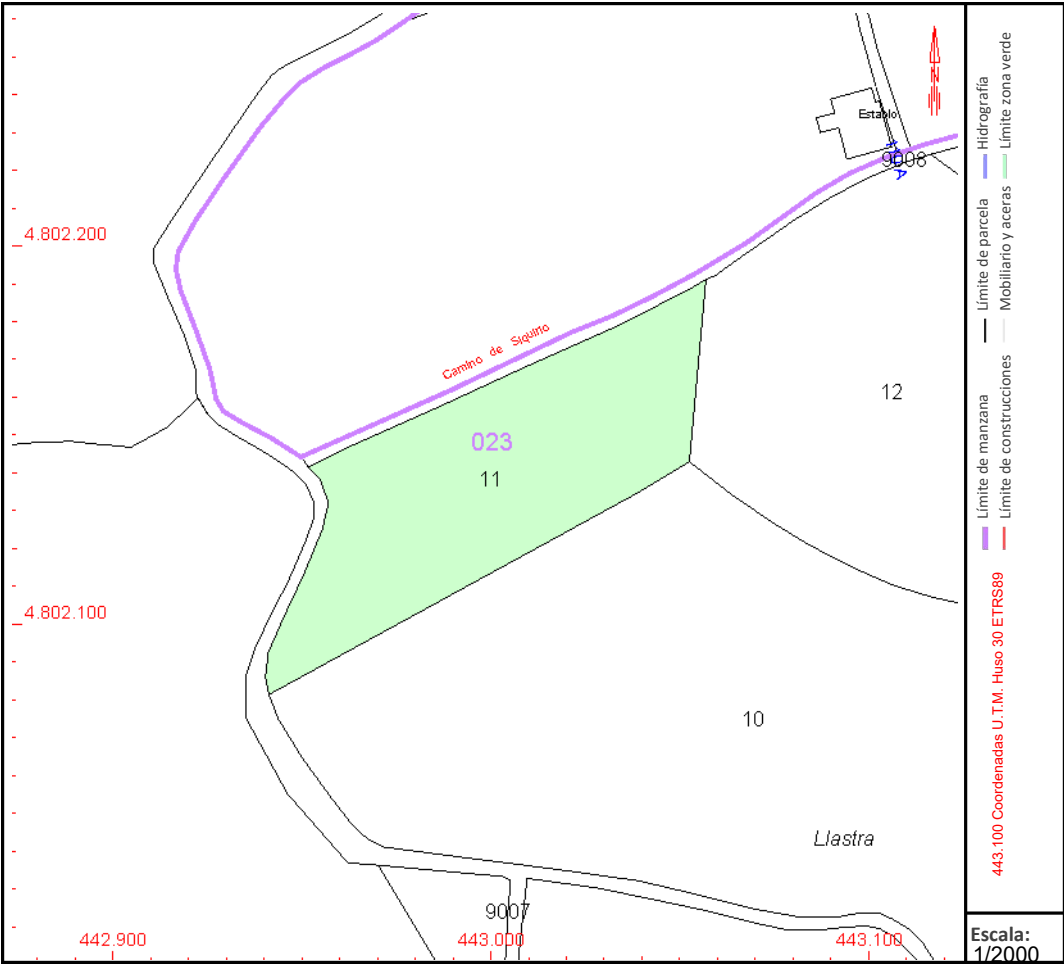 Establo
9008
4.802.200
Camino de Siquirio
12
023
11
4.802.100
10
Llastra
9007
442.900
443.000
443.100
N
443.100 Coordenadas U.T.M. Huso 30 ETRS89
Límite de manzana
Límite de construcciones
Límite de parcela
Mobiliario y aceras
Hidrografía
Límite zona verde
Escala:
1/2000